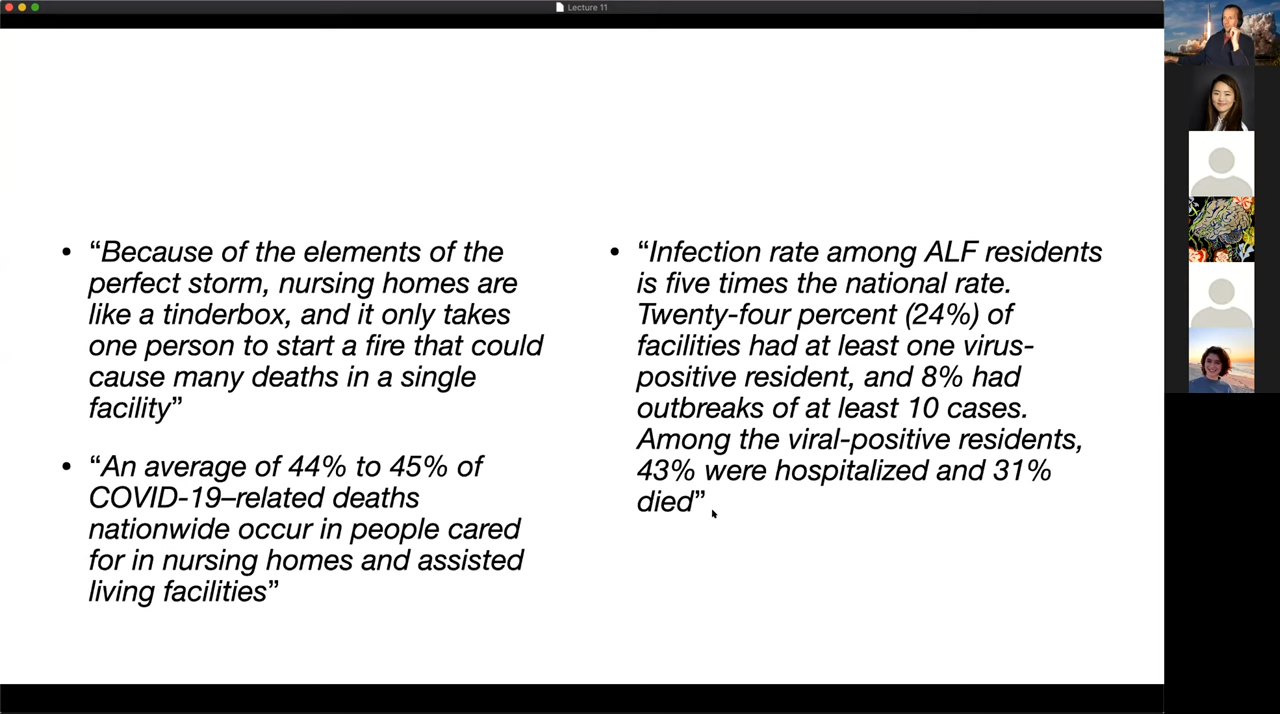 Lecture 11
• “Because of the elements of the
perfect storm, nursing homes are
like a tinderbox, and it only takes
one person to start a fire that could
cause many deaths in a single
facility”
• “An average of 44% to 45% of
COVID-19–related deaths
nationwide occur in people cared
for in nursing homes and assisted
living facilities”
• “Infection rate among ALF residents
is five times the national rate.
Twenty-four percent (24%) of
facilities had at least one virus-
positive resident, and 8% had
outbreaks of at least 10 cases.
Among the viral-positive residents,
43% were hospitalized and 31%
died”